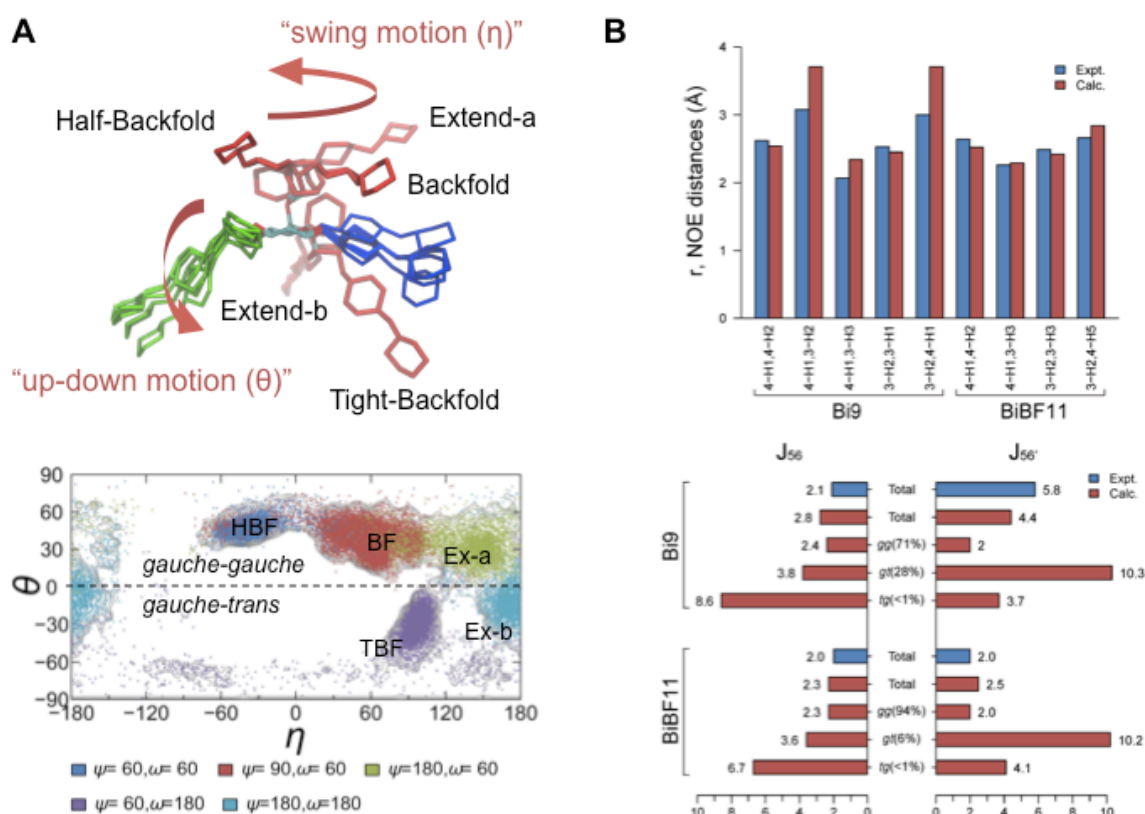 A
"swing motion (η)"
Half-Backfold
Extend-a
Backfold
Extend-b
"up-down motion (θ)"
Tight-Backfold
90
60
30
0
−30
−60
−90
θ
HBF
BF
Ex-a
gauche-gauche
gauche-trans
TBF
Ex-b
−180
−120
−60
0
60
120
180
η
ψ= 60,ω= 60
ψ= 90,ω= 60
ψ=180,ω= 60
ψ= 60,ω=180
ψ=180,ω=180
B
r, NOE distances (Å)
4
3
2
1
0
Expt.
Calc.
4−H1,4−H2
4−H1,3−H2
4−H1,3−H3
3−H2,3−H1
3−H2,4−H1
4−H1,4−H2
4−H1,3−H3
3−H2,3−H3
3−H2,4−H5
Bi9
BiBF11
J56
J56'
Expt.
Calc.
Bi9
2.1 Total 5.8
2.8 Total 4.4
2.4 gg(71%) 2
3.8 gt(28%) 10.3
8.6 tg(<1%) 3.7
BiBF11
2.0 Total 2.0
2.3 Total 2.5
2.3 gg(94%) 2.0
3.6 gt(6%) 10.2
6.7 tg(<1%) 4.1
10 8 6 4 2 0
0 2 4 6 8 10